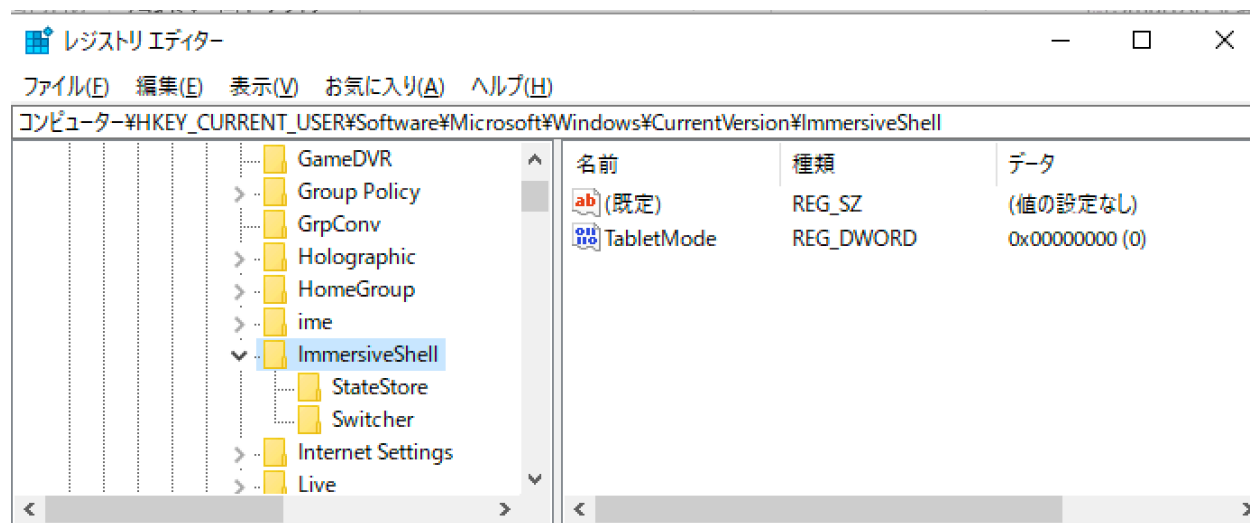 レジストリ エディター
ファイル(F) 編集(E) 表示(V) お気に入り(A) ヘルプ(H)
コンピューター¥HKEY_CURRENT_USER¥Software¥Microsoft¥Windows¥CurrentVersion¥ImmersiveShell
GameDVR
Group Policy
GrpConv
Holographic
HomeGroup
ime
ImmersiveShell
StateStore
Switcher
Internet Settings
Live
名前 種類 データ
(既定) REG_SZ (値の設定なし)
TabletMode REG_DWORD 0x00000000 (0)